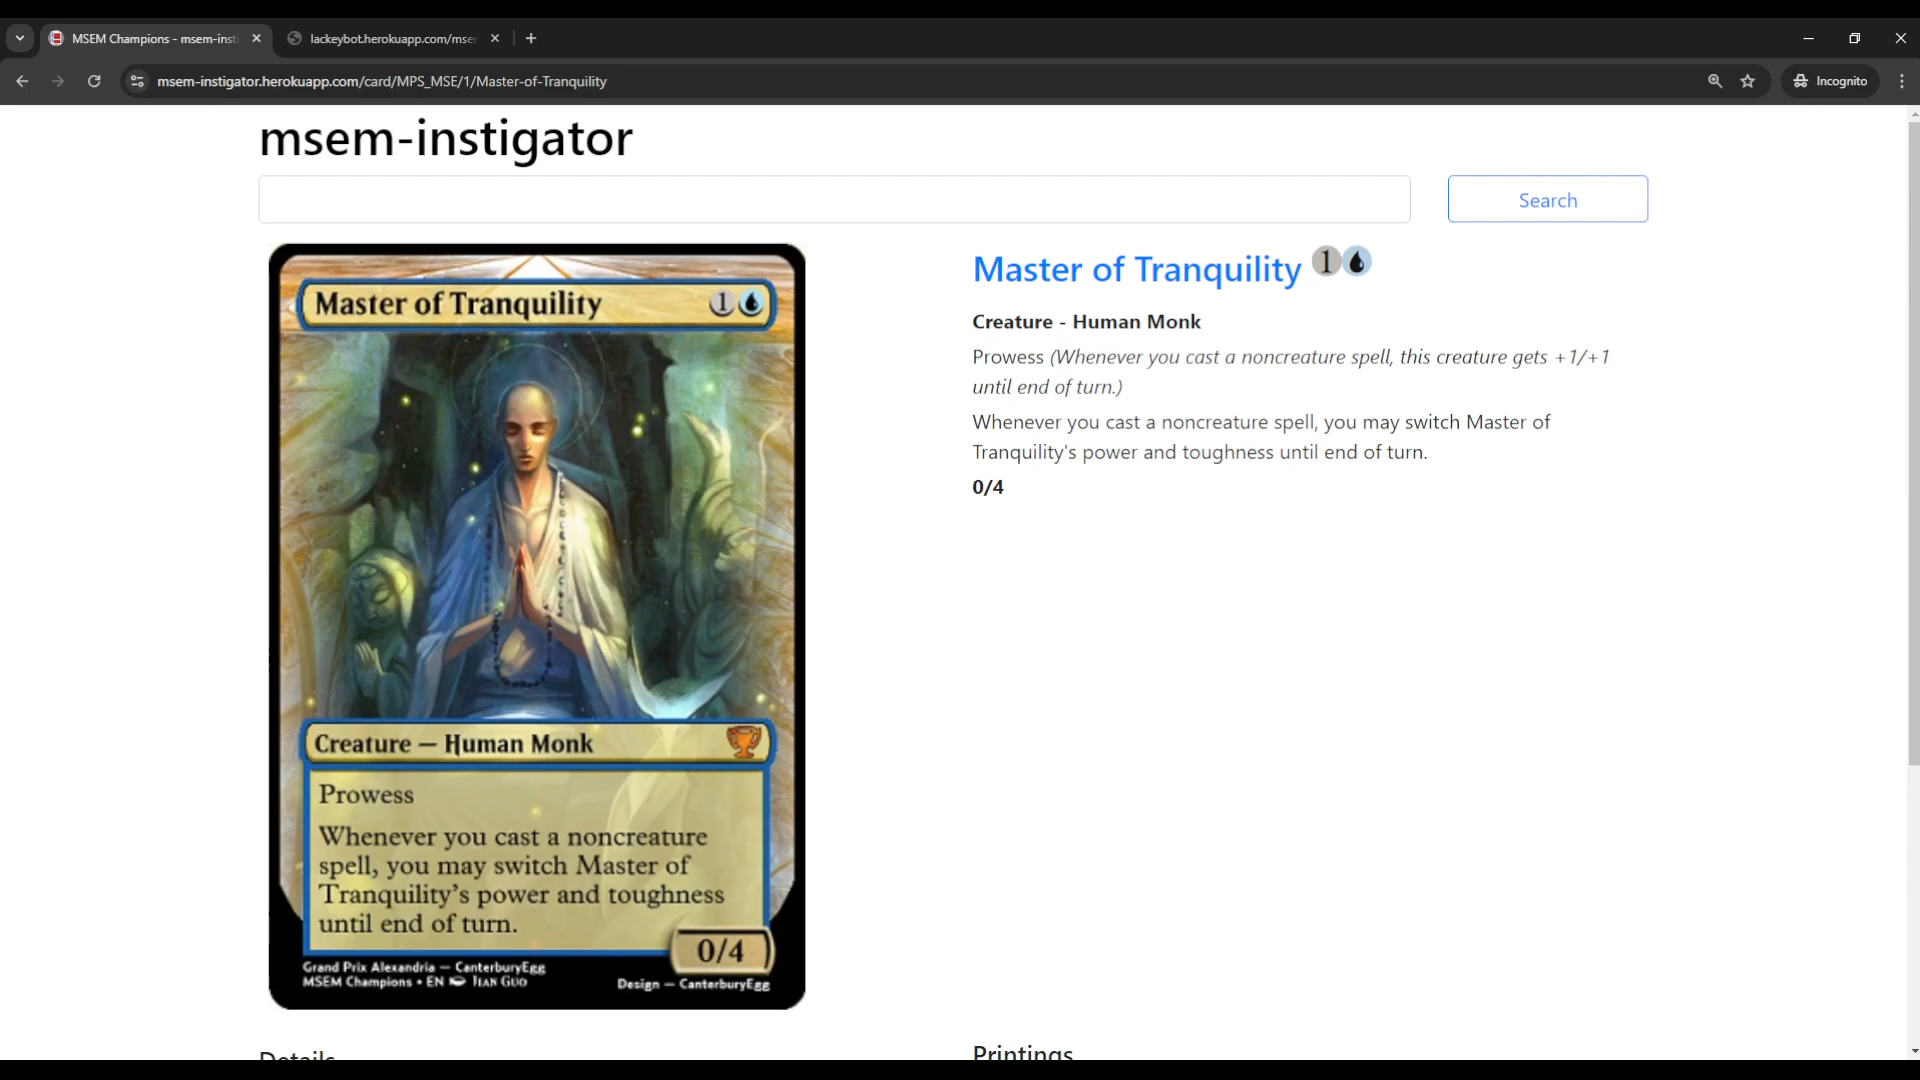 MSEM Champions - msem-inst
lackeybot.herokuapp.com/mse
msem-instigator.herokuapp.com/card/MPS_MSE/1/Master-of-Tranquility
Incognito
msem-instigator
Search
Master of Tranquility 1
Creature — Human Monk
Prowess
Whenever you cast a noncreature
spell, you may switch Master of
Tranquility's power and toughness
until end of turn.
0/4
Grand Prix Alexandria — CanterburyEgg
MSEM Champions • EN Jian Guo
Design — CanterburyEgg
Master of Tranquility 1
Creature - Human Monk
Prowess (Whenever you cast a noncreature spell, this creature gets +1/+1
until end of turn.)
Whenever you cast a noncreature spell, you may switch Master of
Tranquility's power and toughness until end of turn.
0/4
Details
Printings